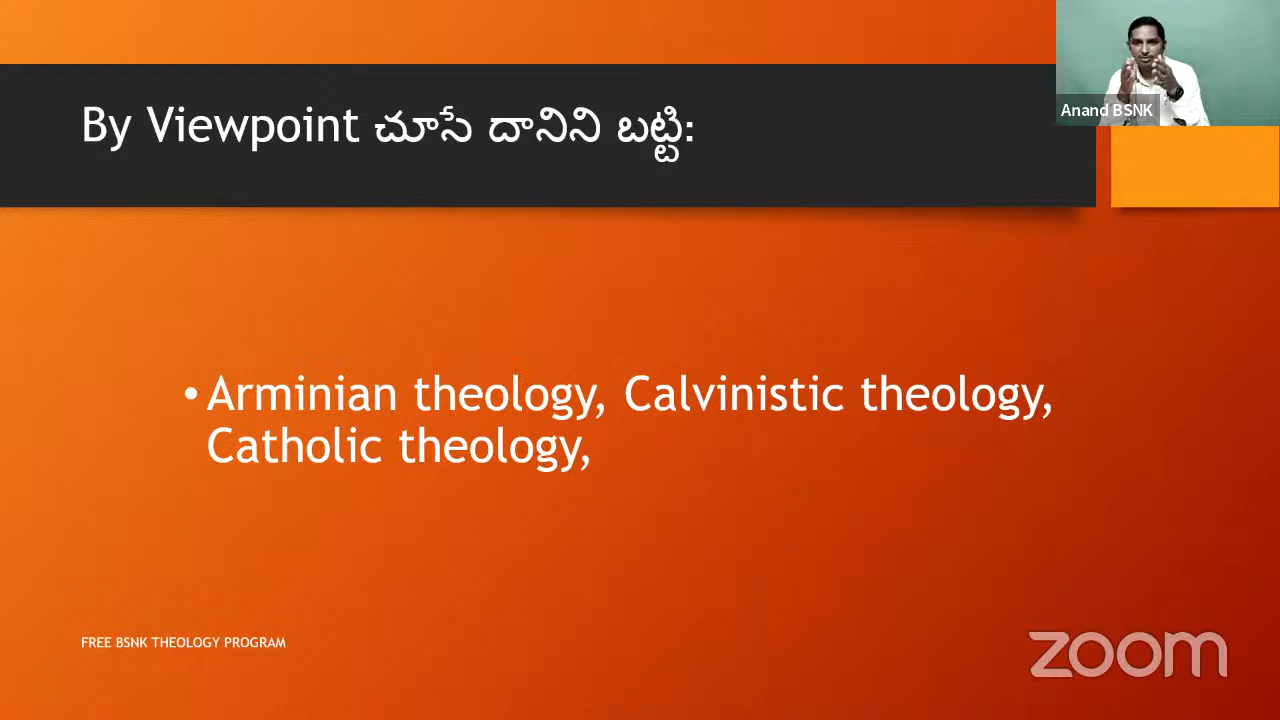 By Viewpoint చూసే దానిని బట్టి:
Anand BSNK
• Arminian theology, Calvinistic theology,
Catholic theology,
FREE BSNK THEOLOGY PROGRAM
zoom